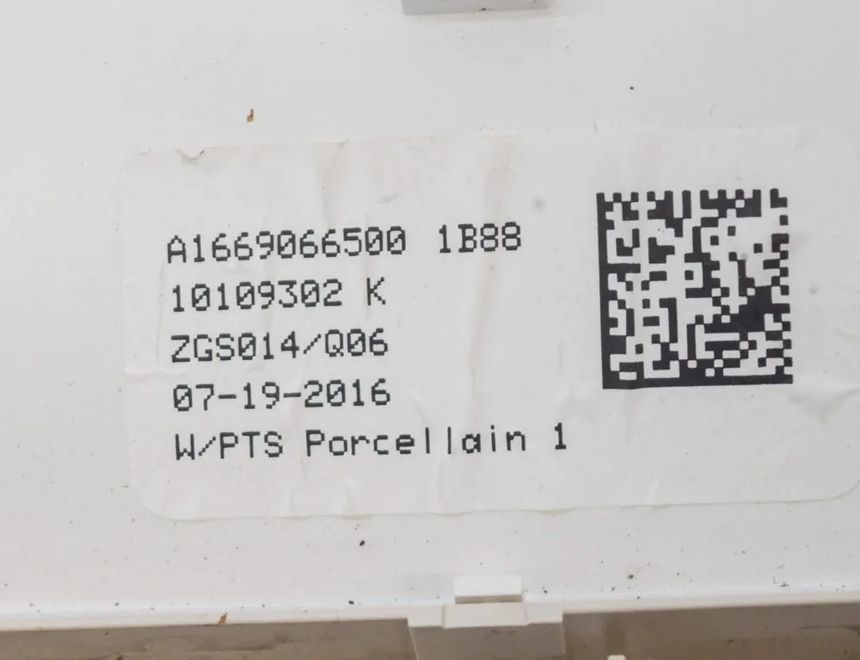 A1669066500 1B88
10109302 K
ZGS014/Q06
07-19-2016
W/PTS Porcellain 1